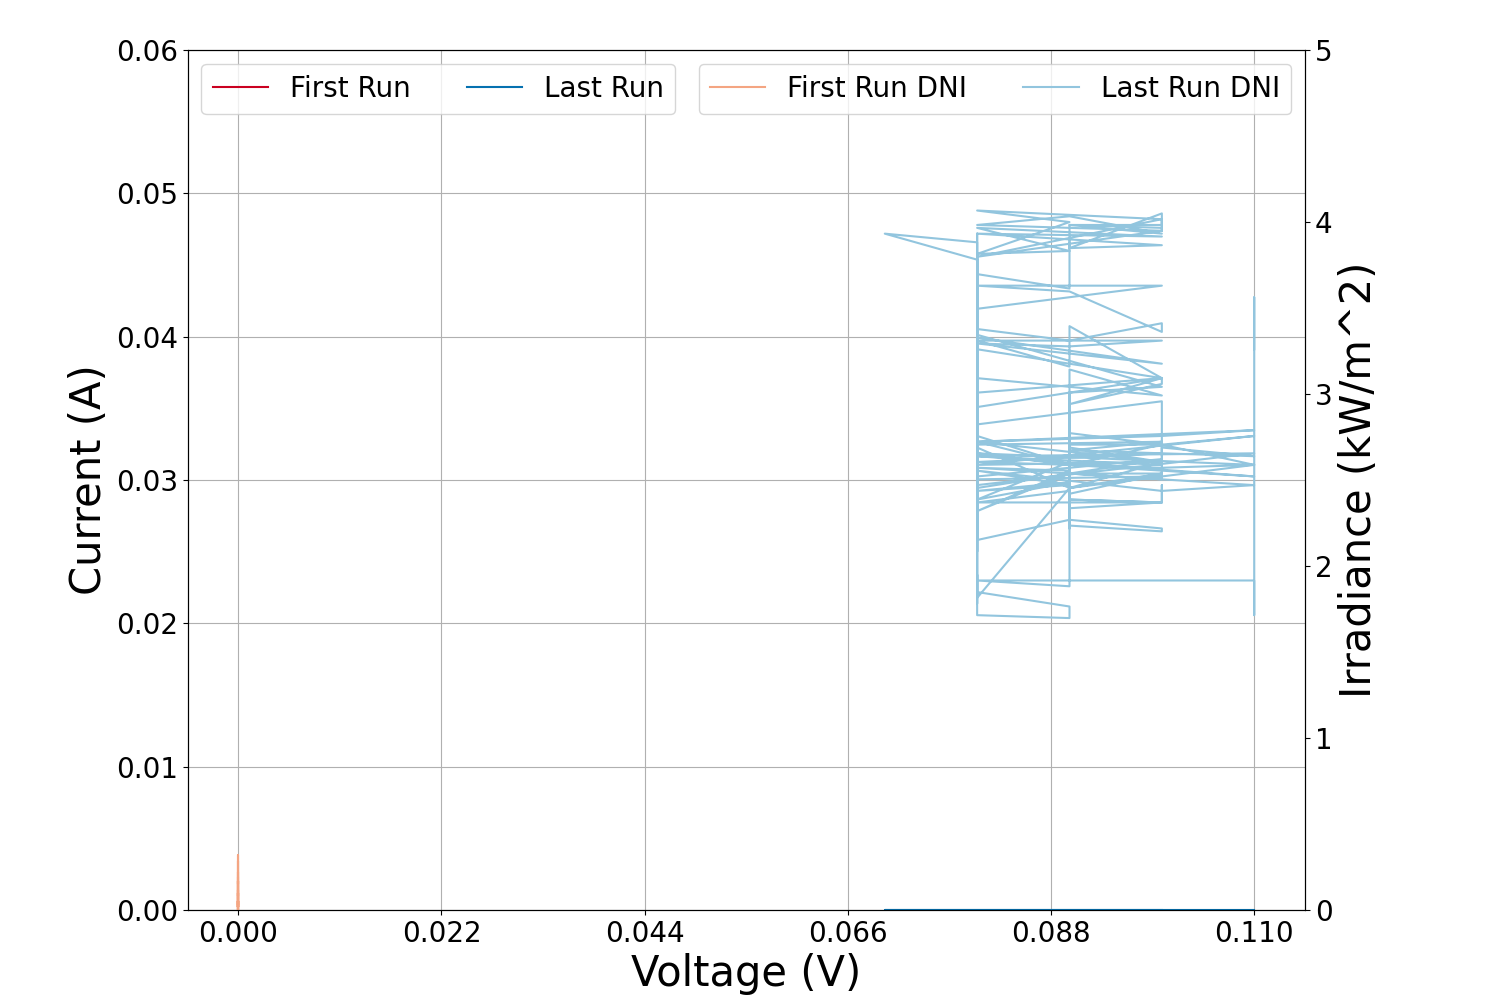 First Run
Last Run
First Run DNI
Last Run DNI
0.06
0.05
0.04
0.03
0.02
0.01
0.00
Current (A)
5
4
3
2
1
0
Irradiance (kW/m^2)
0.000
0.022
0.044
0.066
0.088
0.110
Voltage (V)